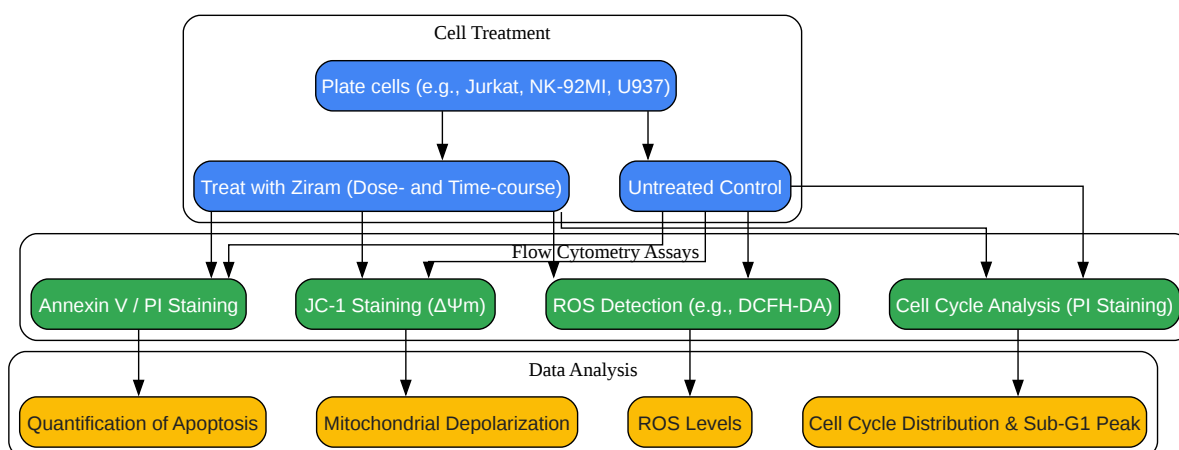 Cell Treatment
Plate cells (e.g., Jurkat, NK-92MI, U937)
Treat with Ziram (Dose- and Time-course)
Untreated Control
Flow Cytometry Assays
Annexin V / PI Staining
JC-1 Staining (ΔΨm)
ROS Detection (e.g., DCFH-DA)
Cell Cycle Analysis (PI Staining)
Data Analysis
Quantification of Apoptosis
Mitochondrial Depolarization
ROS Levels
Cell Cycle Distribution & Sub-G1 Peak